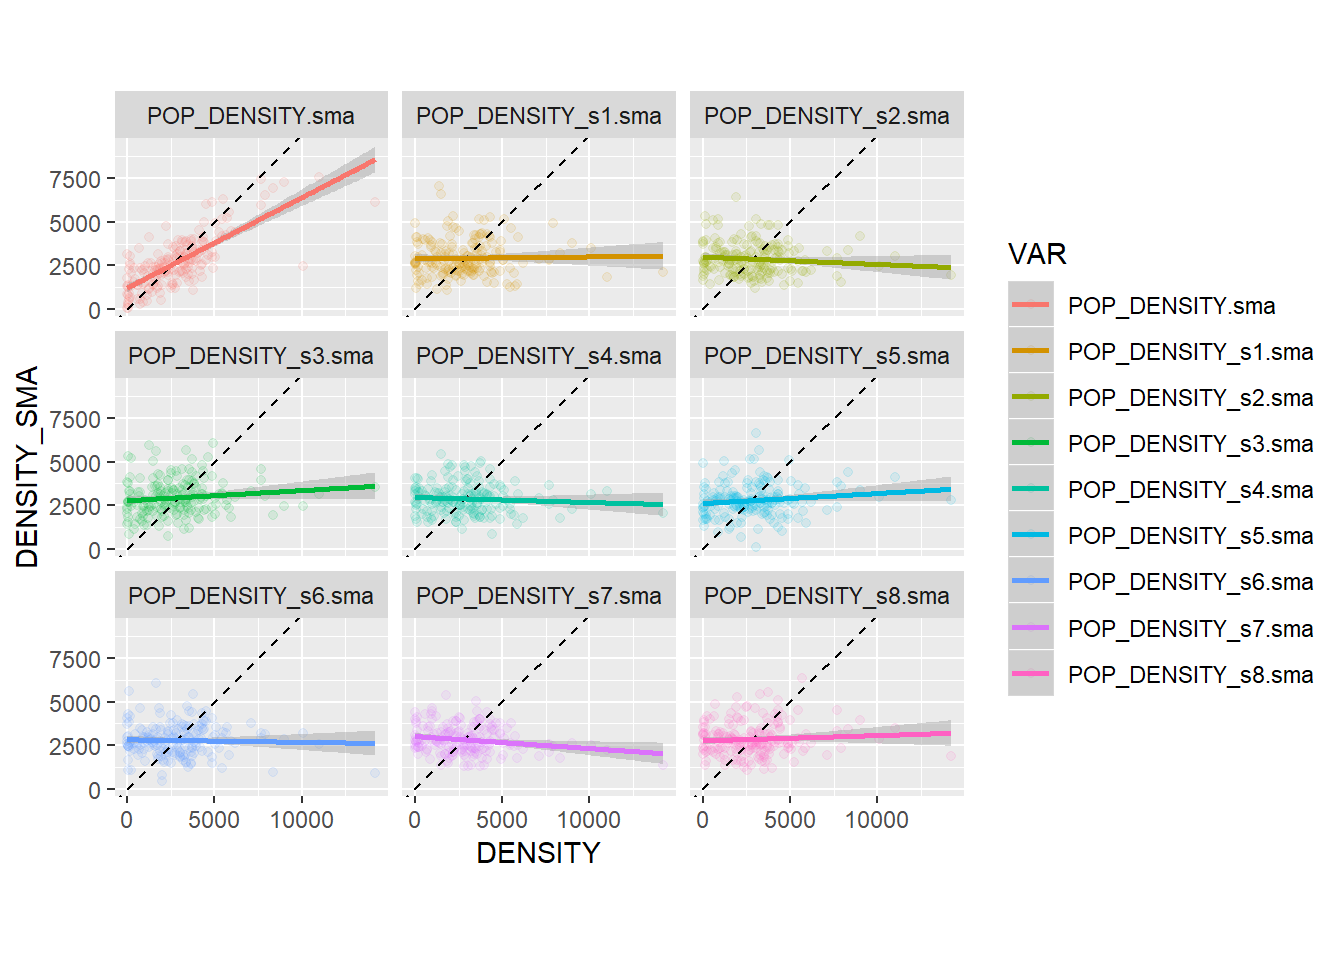 POP_DENSITY.sma POP_DENSITY_s1.sma POP_DENSITY_s2.sma
7500
5000
2500
0
POP_DENSITY_s3.sma POP_DENSITY_s4.sma POP_DENSITY_s5.sma
7500
5000
2500
0
POP_DENSITY_s6.sma POP_DENSITY_s7.sma POP_DENSITY_s8.sma
7500
5000
2500
0
0 5000 10000 0 5000 10000 0 5000 10000
DENSITY
DENSITY_SMA
VAR
POP_DENSITY.sma
POP_DENSITY_s1.sma
POP_DENSITY_s2.sma
POP_DENSITY_s3.sma
POP_DENSITY_s4.sma
POP_DENSITY_s5.sma
POP_DENSITY_s6.sma
POP_DENSITY_s7.sma
POP_DENSITY_s8.sma